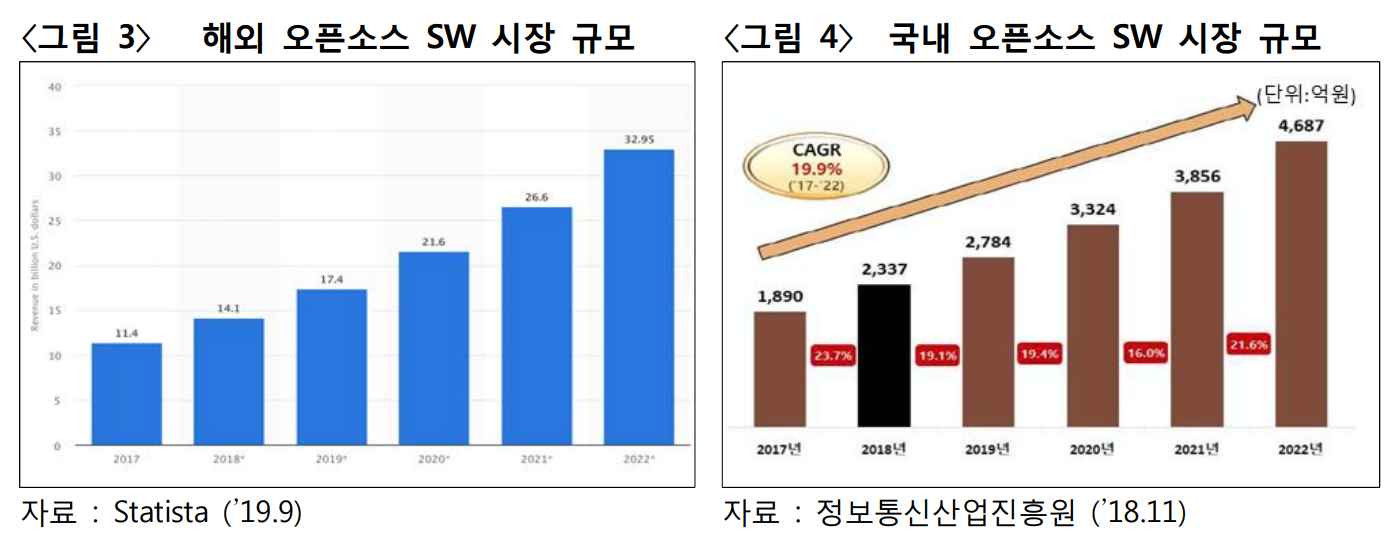 <그림 3> 해외 오픈소스 SW 시장 규모
40
35
30
25
20
15
10
5
0
Revenue in billion U.S. dollars
11.4
14.1
17.4
21.6
26.6
32.95
2017
2018*
2019*
2020*
2021*
2022*
자료 : Statista (’19.9)
<그림 4> 국내 오픈소스 SW 시장 규모
(단위:억원)
CAGR
19.9%
(‘17-‘22)
1,890
2,337
2,784
3,324
3,856
4,687
23.7%
19.1%
19.4%
16.0%
21.6%
2017년
2018년
2019년
2020년
2021년
2022년
자료 : 정보통신산업진흥원 (’18.11)